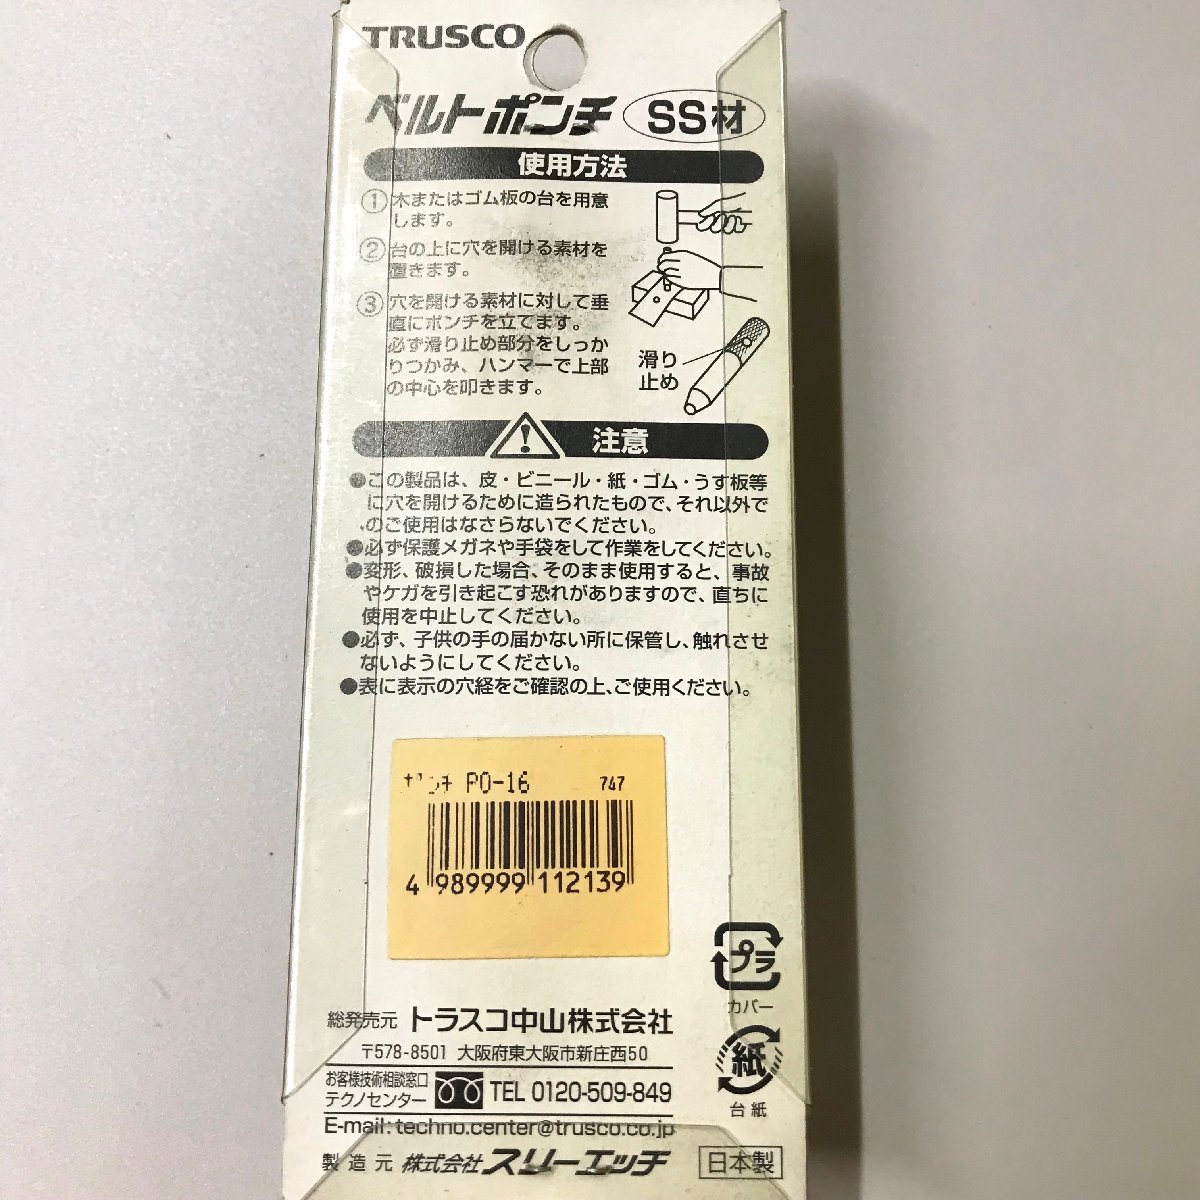 TRUSCO
ベルトポンチ SS材
使用方法
① 木またはゴム板の台を用意
します。
② 台の上に穴を開ける素材を
置きます。
③ 穴を開ける素材に対して垂
直にポンチを立てます。
必ず滑り止め部分をしっか
りつかみ、ハンマーで上部
の中心を叩きます。
滑り
止め
注意
●この製品は、皮・ビニール・紙・ゴム・うす板等
に穴を開けるために造られたもので、それ以外で
のご使用はなさらないでください。
●必ず保護メガネや手袋をして作業をしてください。
●変形、破損した場合、そのまま使用すると、事故
やケガを引き起こす恐れがありますので、直ちに
使用を中止してください。
●必ず、子供の手の届かない所に保管し、触れさせ
ないようにしてください。
●表に表示の穴経をご確認の上、ご使用ください。
PO-16 747
4 989999 112139
プラ
カバー
紙
台紙
総発売元 トラスコ中山株式会社
〒578-8501 大阪府東大阪市新庄西50
お客様技術相談窓口
テクノセンター TEL 0120-509-849
E-mail:techno.center@trusco.co.jp
製造元 株式会社スリーエッチ 日本製